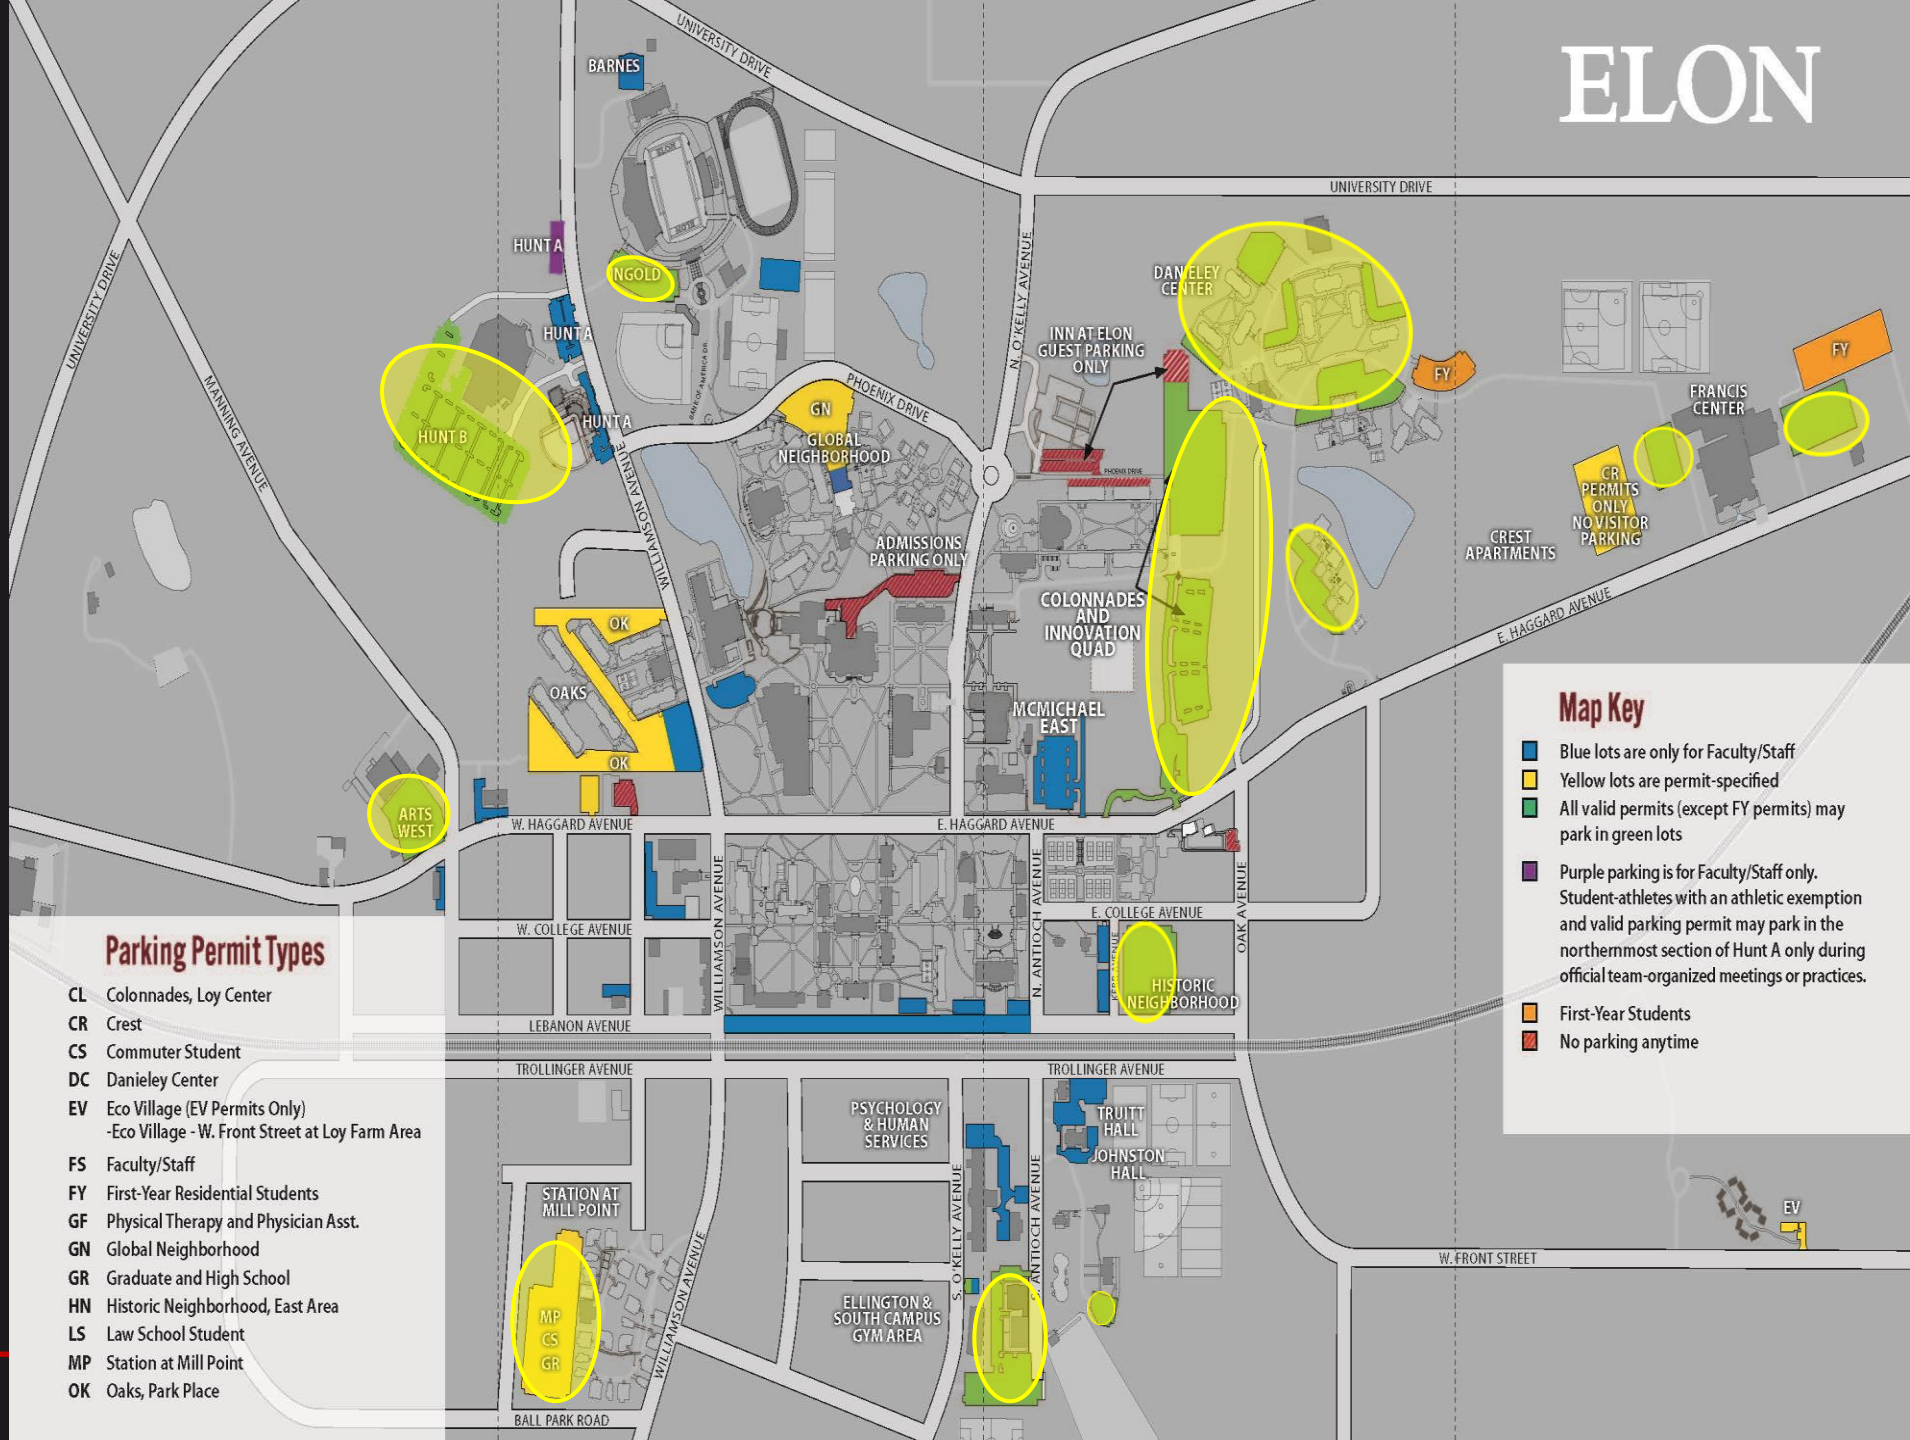 ELON
UNIVERSITY DRIVE
BARNES
ELON
UNIVERSITY DRIVE
HUNT A
INGOLD
N. O'KELLY AVENUE
DANIELEY
CENTER
UNIVERSITY DRIVE
HUNT A
INN AT ELON
GUEST PARKING
ONLY
BANK OF AMERICA DR.
FY
FY
MANNING AVENUE
PHOENIX DRIVE
GN
FRANCIS
CENTER
HUNT A
HUNT B
GLOBAL
NEIGHBORHOOD
PHOENIX DRIVE
CR
PERMITS
ONLY
NO VISITOR
PARKING
WILLIAMSON AVENUE
ADMISSIONS
PARKING ONLY
CREST
APARTMENTS
COLONNADES
AND
INNOVATION
QUAD
E. HAGGARD AVENUE
OK
OAKS
MCMICHAEL
EAST
OK
ARTS
WEST
W. HAGGARD AVENUE
E. HAGGARD AVENUE
WILLIAMSON AVENUE
N. ANTIOCH AVENUE
OAK AVENUE
E. COLLEGE AVENUE
W. COLLEGE AVENUE
KERR AVENUE
HISTORIC
NEIGHBORHOOD
LEBANON AVENUE
TROLLINGER AVENUE
TROLLINGER AVENUE
PSYCHOLOGY
& HUMAN
SERVICES
TRUITT
HALL
JOHNSTON
HALL
STATION AT
MILL POINT
S. O'KELLY AVENUE
S. ANTIOCH AVENUE
EV
W. FRONT STREET
WILLIAMSON AVENUE
MP
CS
GR
ELLINGTON &
SOUTH CAMPUS
GYM AREA
BALL PARK ROAD
Map Key
Blue lots are only for Faculty/Staff
Yellow lots are permit-specified
All valid permits (except FY permits) may
park in green lots
Purple parking is for Faculty/Staff only.
Student-athletes with an athletic exemption
and valid parking permit may park in the
northernmost section of Hunt A only during
official team-organized meetings or practices.
First-Year Students
No parking anytime
Parking Permit Types
CL Colonnades, Loy Center
CR Crest
CS Commuter Student
DC Danieley Center
EV Eco Village (EV Permits Only)
-Eco Village - W. Front Street at Loy Farm Area
FS Faculty/Staff
FY First-Year Residential Students
GF Physical Therapy and Physician Asst.
GN Global Neighborhood
GR Graduate and High School
HN Historic Neighborhood, East Area
LS Law School Student
MP Station at Mill Point
OK Oaks, Park Place